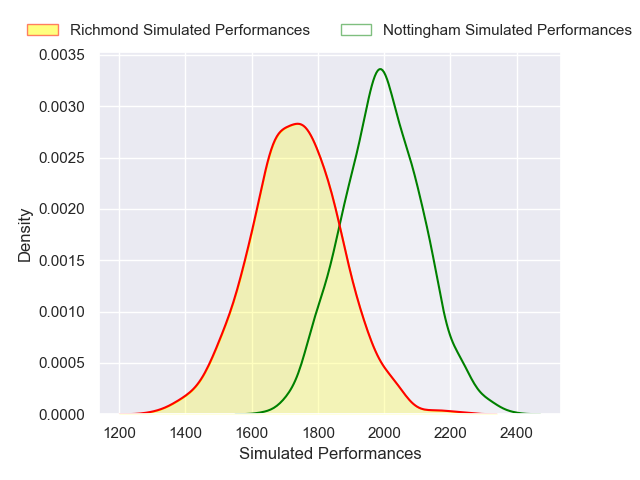 Richmond Simulated Performances
Nottingham Simulated Performances
0.0035
0.0030
0.0025
0.0020
0.0015
0.0010
0.0005
0.0000
Density
1200 1400 1600 1800 2000 2200 2400
Simulated Performances